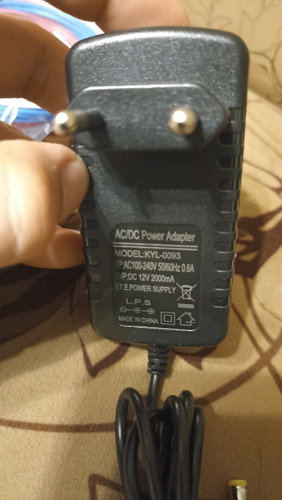 AC/DC Power Adapter
MODEL:KYL-0093
I/P:AC100-240V 50/60Hz 0.6A
O/P:DC 12V 2000mA
I.T.E.POWER SUPPLY
L.P.S
MADE IN CHINA